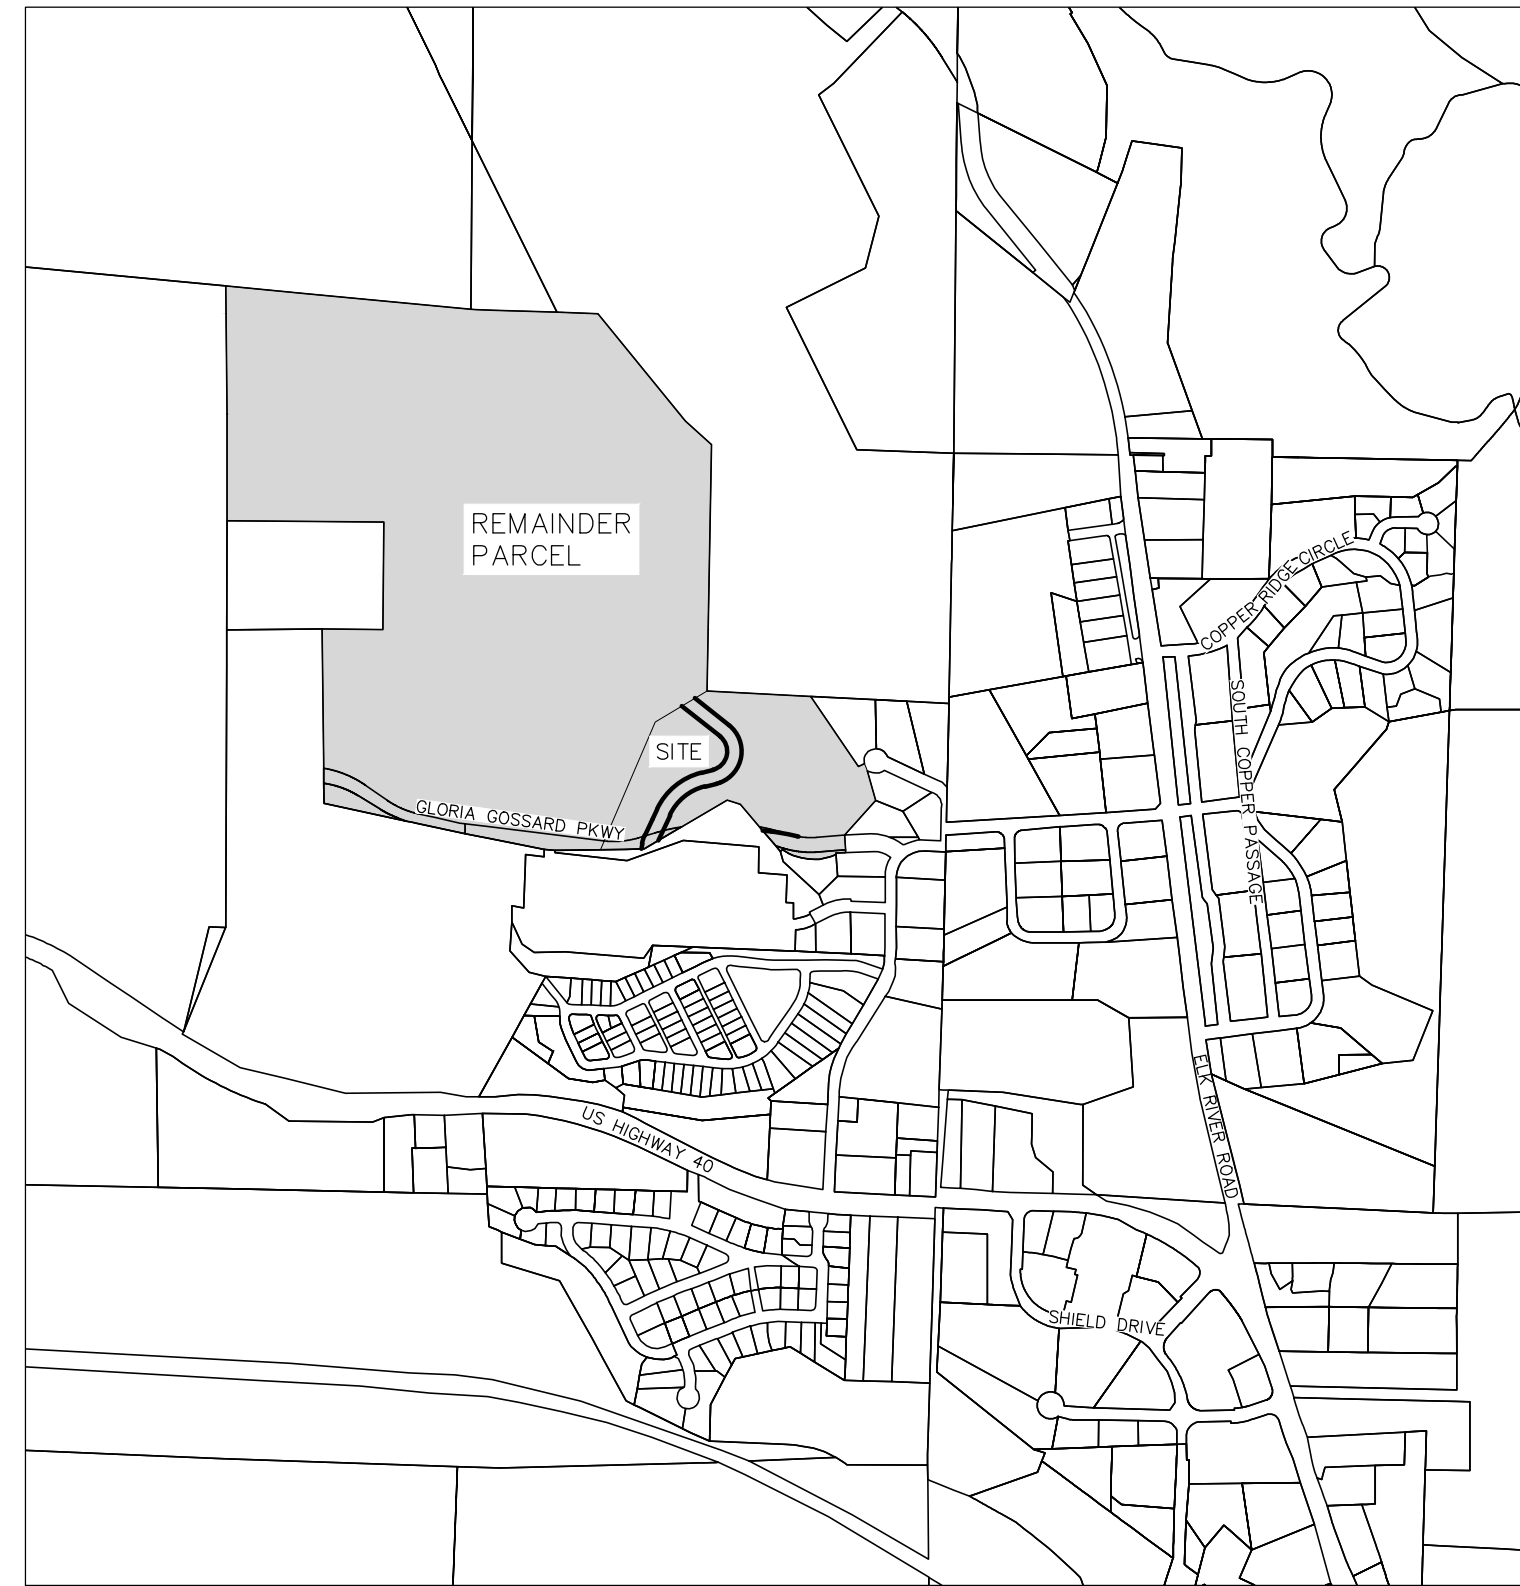 REMAINDER
PARCEL
COPPER RIDGE CIRCLE
SOUTH COPPER PASSAGE
SITE
GLORIA GOSSARD PKWY
US HIGHWAY 40
ELK RIVER ROAD
SHIELD DRIVE